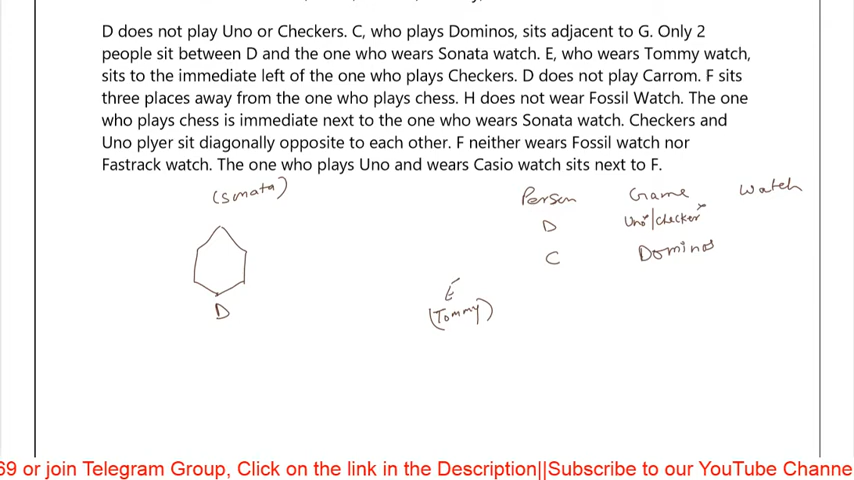 D does not play Uno or Checkers. C, who plays Dominos, sits adjacent to G. Only 2
people sit between D and the one who wears Sonata watch. E, who wears Tommy watch,
sits to the immediate left of the one who plays Checkers. D does not play Carrom. F sits
three places away from the one who plays chess. H does not wear Fossil Watch. The one
who plays chess is immediate next to the one who wears Sonata watch. Checkers and
Uno plyer sit diagonally opposite to each other. F neither wears Fossil watch nor
Fastrack watch. The one who plays Uno and wears Casio watch sits next to F.
(Sonata) Person Game Watch
D Uno/checker
C Dominos
D
E
(Tommy)
69 or join Telegram Group, Click on the link in the Description||Subscribe to our YouTube Channe